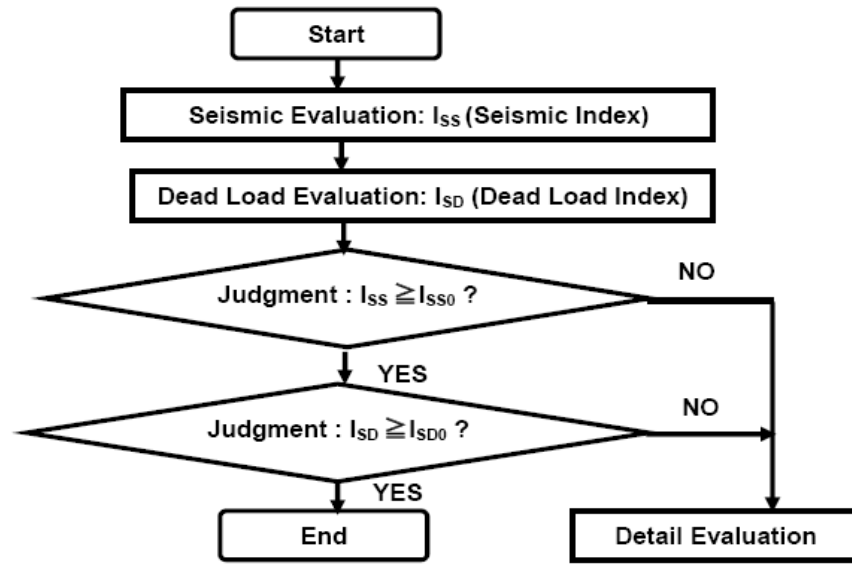 Start
Seismic Evaluation: ISS (Seismic Index)
Dead Load Evaluation: ISD (Dead Load Index)
NO
Judgment : ISS ≧ISS0 ?
YES
NO
Judgment : ISD ≧ISD0 ?
YES
End
Detail Evaluation